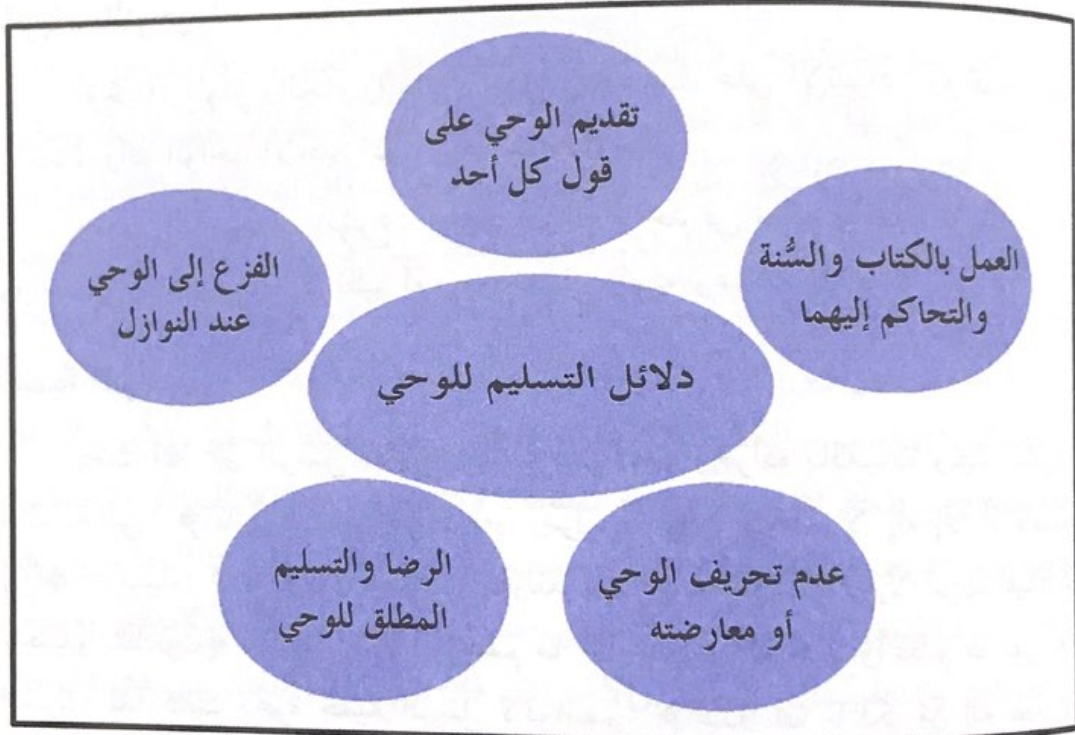 دلائل التسليم للوحي
تقديم الوحي على
قول كل أحد
العمل بالكتاب والسُّنة
والتحاكم إليهما
الفزع إلى الوحي
عند النوازل
عدم تحريف الوحي
أو معارضته
الرضا والتسليم
المطلق للوحي